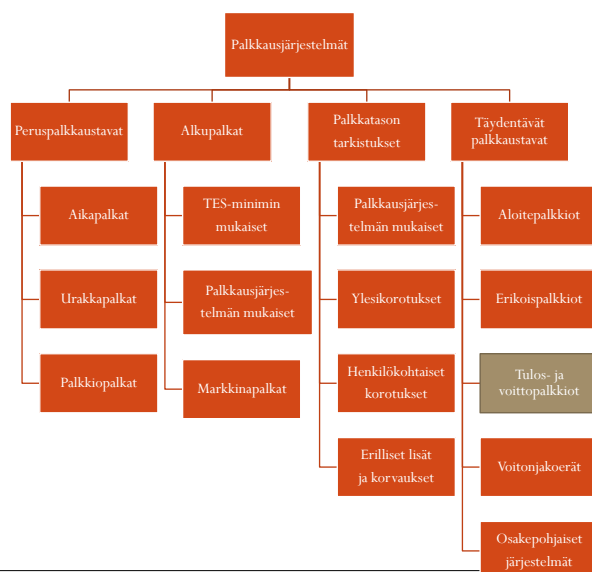 Palkkausjärjestelmät
Peruspalkkaustavat
Aikapalkat
Urakkapalkat
Palkkiopalkat
Alkupalkat
TES-minimin
mukaiset
Palkkausjärjes-
telmän mukaiset
Markkinapalkat
Palkkatason
tarkistukset
Palkkausjärjes-
telmän mukaiset
Ylesikorotukset
Henkilökohtaiset
korotukset
Erilliset lisät
ja korvaukset
Täydentävät
palkkaustavat
Aloitepalkkiot
Erikoispalkkiot
Tulos- ja
voittopalkkiot
Voitonjakoerät
Osakepohjaiset
järjestelmät